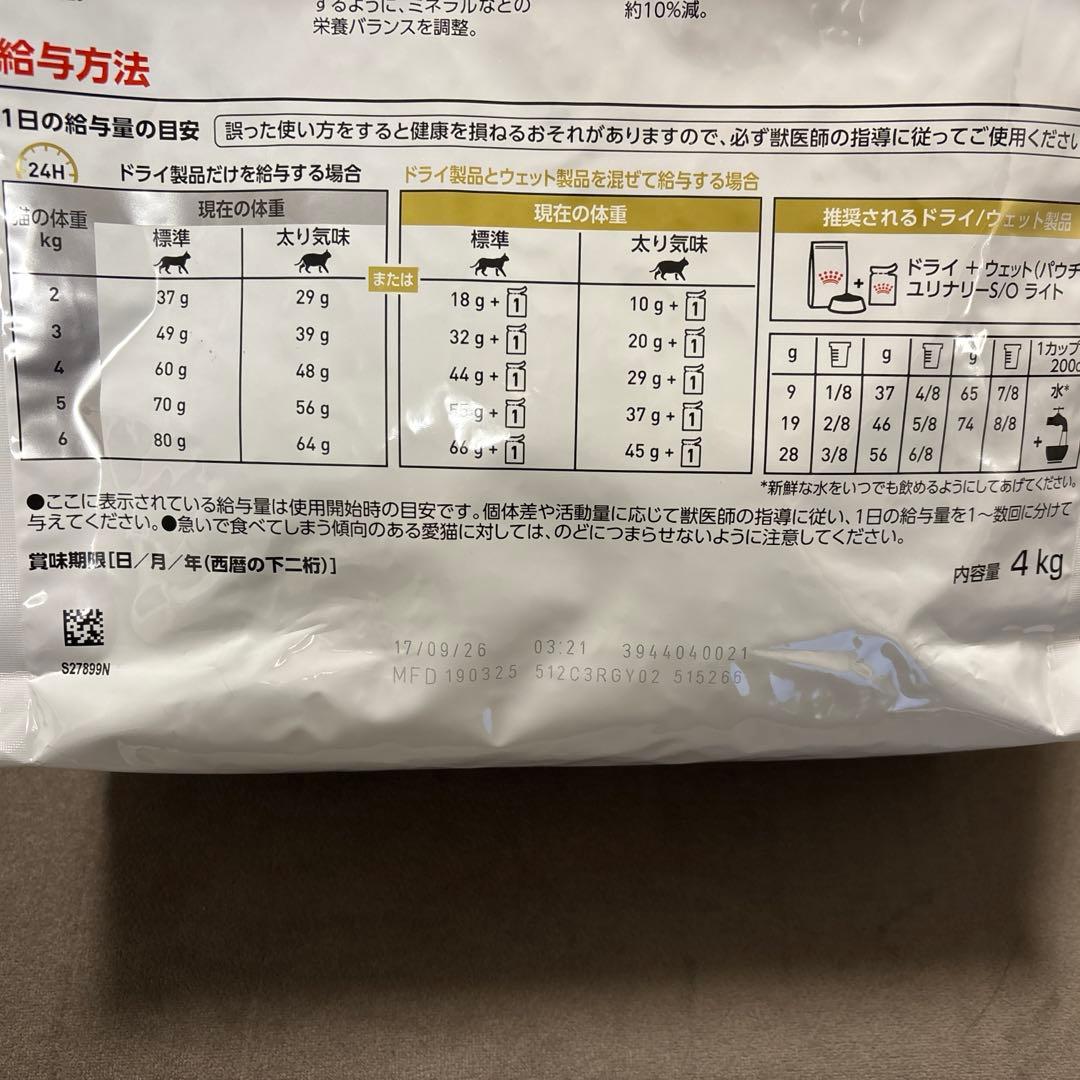 するように、ミネラルなどの
栄養バランスを調整。
約10%減。
給与方法
1日の給与量の目安
誤った使い方をすると健康を損ねるおそれがありますので、必ず獣医師の指導に従ってご使用くださ
24H
ドライ製品だけを給与する場合
猫の体重
kg
現在の体重
標準 太り気味
2 37 g 29 g
3 49 g 39 g
4 60 g 48 g
5 70 g 56 g
6 80 g 64 g
または
ドライ製品とウェット製品を混ぜて給与する場合
現在の体重
標準 太り気味
18 g + 1 10 g + 1
32 g + 1 20 g + 1
44 g + 1 29 g + 1
55 g + 1 37 g + 1
66 g + 1 45 g + 1
推奨されるドライ/ウェット製品
ドライ + ウェット(パウチ
ユリナリーS/O ライト
g g g 1カップ
200c
9 1/8 37 4/8 65 7/8 水*
19 2/8 46 5/8 74 8/8
28 3/8 56 6/8 +
*新鮮な水をいつでも飲めるようにしてあげてください。
●ここに表示されている給与量は使用開始時の目安です。個体差や活動量に応じて獣医師の指導に従い、1日の給与量を1〜数回に分けて
与えてください。●急いで食べてしまう傾向のある愛猫に対しては、のどにつまらせないように注意してください。
賞味期限[日/月/年(西暦の下二桁)]
内容量 4 kg
S27899N
17/09/26 03:21 3944040021
MFD 190325 512C3RGY02 515266